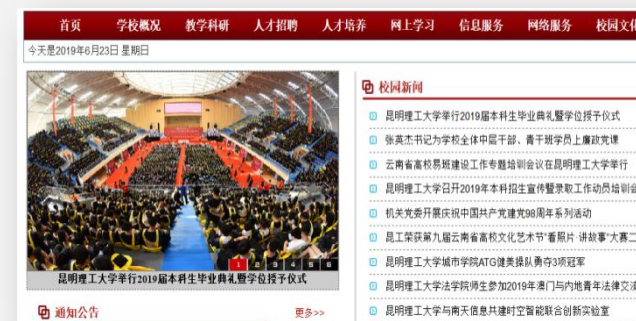 首页 学校概况 教学科研 人才招聘 人才培养 网上学习 信息服务 网络服务 校园文
今天是2019年6月23日 星期日
校园新闻
昆明理工大学举行2019届本科生毕业典礼暨学位授予仪式
张英杰书记为学校全体中层干部、青干班学员上廉政党课
云南省高校易班建设工作专题培训会议在昆明理工大学举行
昆明理工大学召开2019年本科招生宣传暨录取工作动员培训会
机关党委开展庆祝中国共产党建党98周年系列活动
昆工荣获第九届云南省高校文化艺术节“看照片·讲故事”大赛二
昆明理工大学城市学院ATG健美操队勇夺3项冠军
昆明理工大学法学院师生参加2019年澳门与内地青年法律交流
昆明理工大学与南天信息共建时空智能联合创新实验室
1 2 3 4 5 6
昆明理工大学举行2019届本科生毕业典礼暨学位授予仪式
通知公告 更多>>